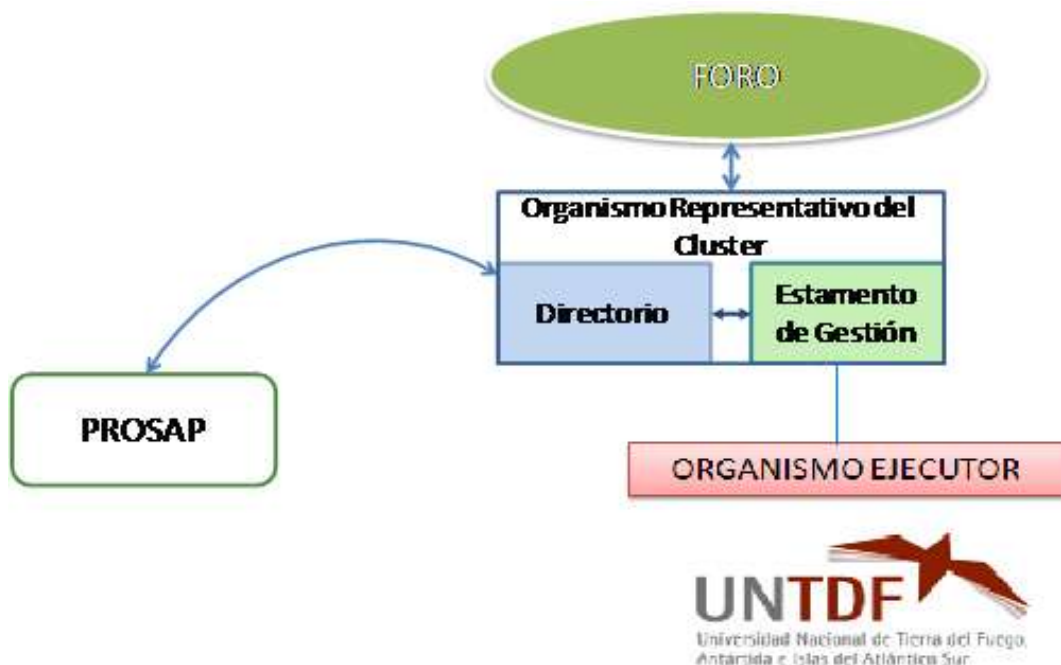 FORO
Organismo Representativo del
Cluster
Directorio
Estamento
de Gestión
PROSAP
ORGANISMO EJECUTOR
UNTDF
Universidad Nacional de Tierra del Fuego,
Antártida e Islas del Atlántico Sur